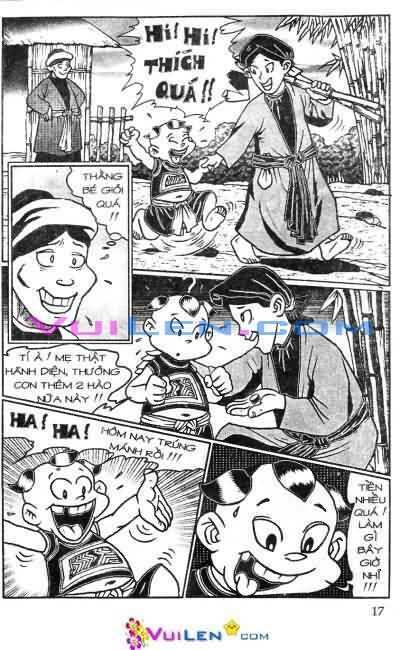 HI! HI!
THÍCH
QUÁ!!
THẰNG
BÉ GIỎI
QUÁ
!!
VUILEN.COM
TÍ À! MẸ THẬT
HÃNH DIỆN, THƯỞNG
CON THÊM 2 HÀO
NỮA NÀY!!
HIA! HIA!
HÔM NAY TRÚNG
MÁNH RỒI!!!
TIỀN
NHIỀU
QUÁ!
LÀM
GÌ
BÂY
GIỜ
NHỈ
!!!
17
VUILEN.COM